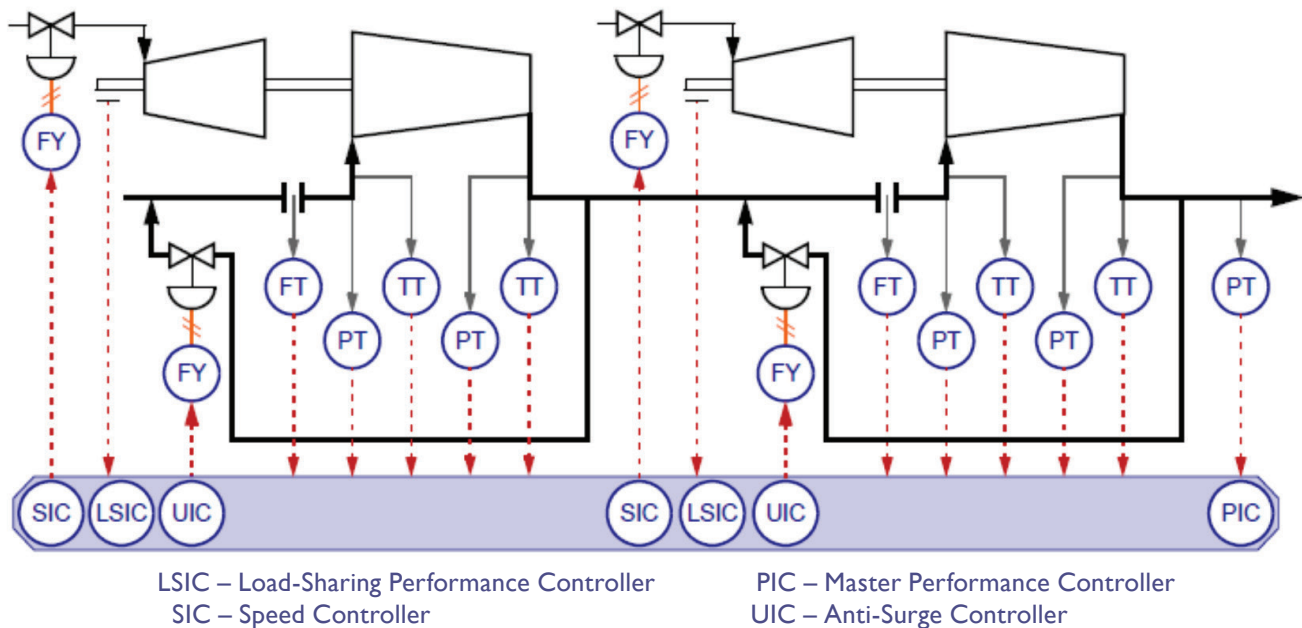 FY
FY
FT
TT
TT
FT
TT
TT
PT
PT
PT
PT
PT
FY
FY
SIC
LSIC
UIC
SIC
LSIC
UIC
PIC
LSIC – Load-Sharing Performance Controller
PIC – Master Performance Controller
SIC – Speed Controller
UIC – Anti-Surge Controller